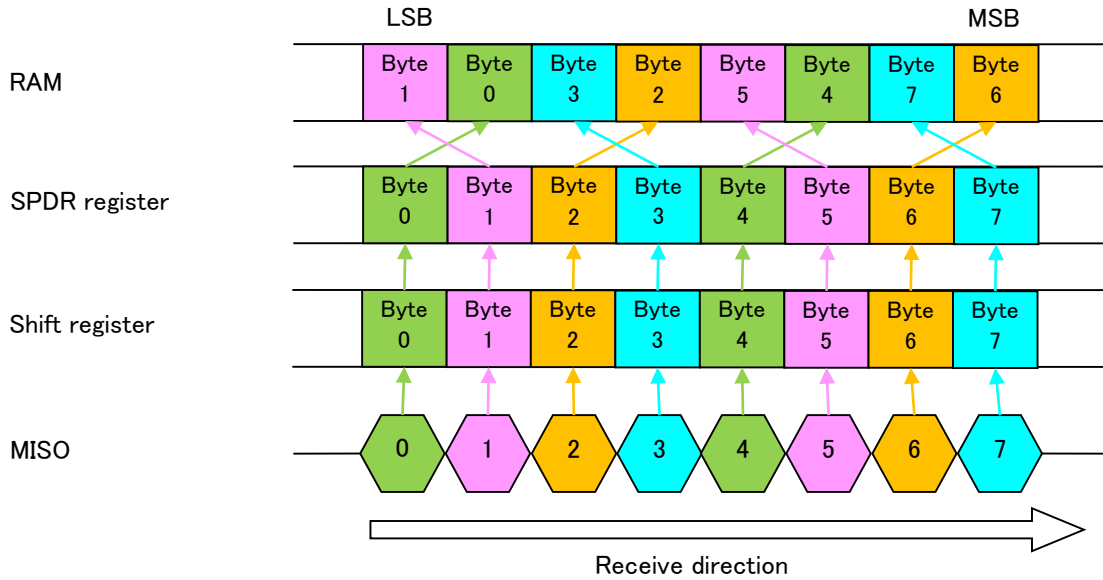 LSB MSB
RAM Byte 1 Byte 0 Byte 3 Byte 2 Byte 5 Byte 4 Byte 7 Byte 6
SPDR register Byte 0 Byte 1 Byte 2 Byte 3 Byte 4 Byte 5 Byte 6 Byte 7
Shift register Byte 0 Byte 1 Byte 2 Byte 3 Byte 4 Byte 5 Byte 6 Byte 7
MISO 0 1 2 3 4 5 6 7
Receive direction